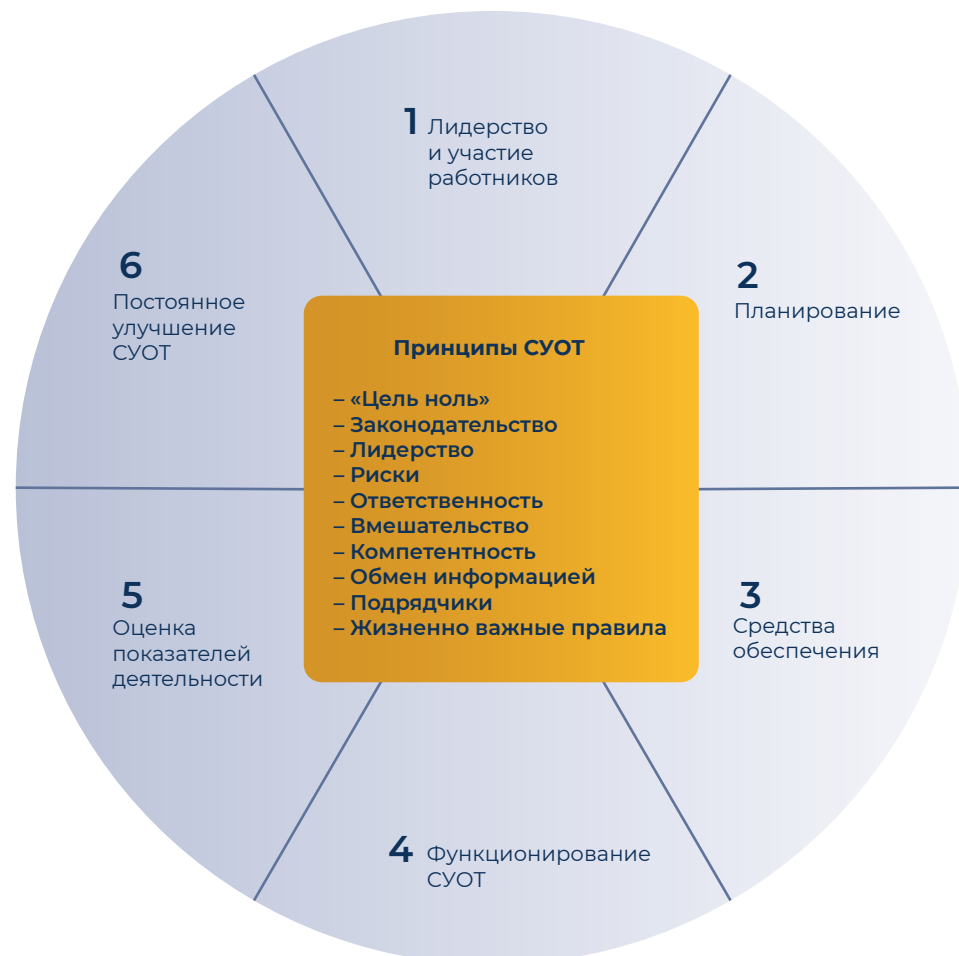 1 Лидерство
и участие
работников
2
Планирование
3
Средства
обеспечения
4 Функционирование
СУОТ
5
Оценка
показателей
деятельности
6
Постоянное
улучшение
СУОТ
Принципы СУОТ
– «Цель ноль»
– Законодательство
– Лидерство
– Риски
– Ответственность
– Вмешательство
– Компетентность
– Обмен информацией
– Подрядчики
– Жизненно важные правила